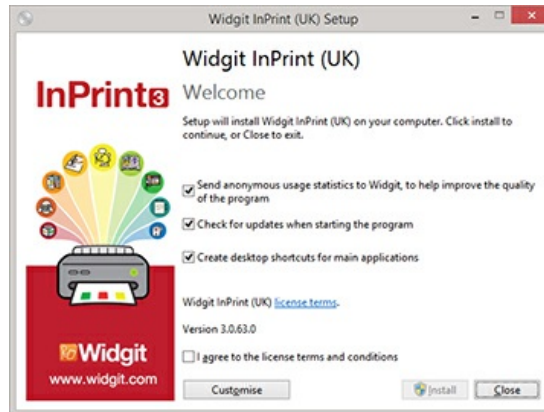 Widgit InPrint (UK) Setup
InPrint 3
Widgit InPrint (UK)
Welcome
Setup will install Widgit InPrint (UK) on your computer. Click install to
continue, or Close to exit.
Send anonymous usage statistics to Widgit, to help improve the quality
of the program
Check for updates when starting the program
Create desktop shortcuts for main applications
Widgit InPrint (UK) license terms.
Version 3.0.63.0
I agree to the license terms and conditions
Widgit
www.widgit.com
Customise
Install
Close